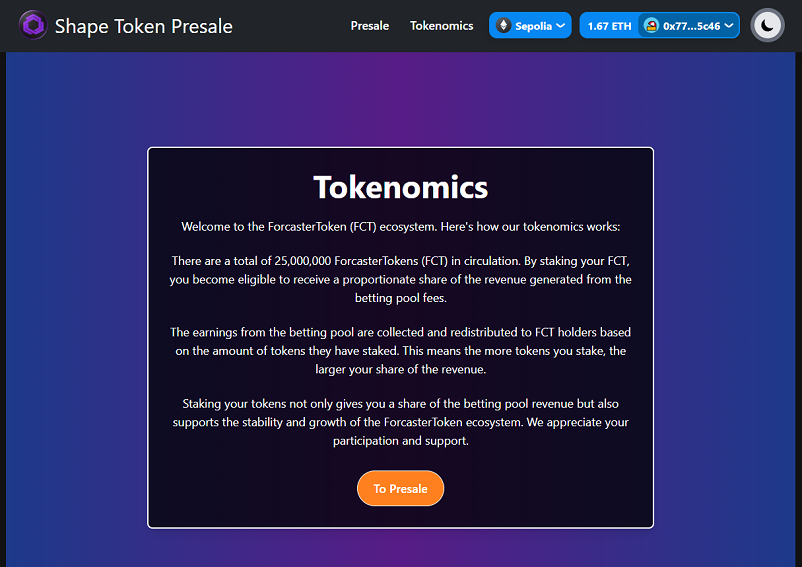 Shape Token Presale
Presale
Tokenomics
Sepolia
1.67 ETH
0x77...5c46
Tokenomics
Welcome to the ForcasterToken (FCT) ecosystem. Here's how our tokenomics works:
There are a total of 25,000,000 ForcasterTokens (FCT) in circulation. By staking your FCT,
you become eligible to receive a proportionate share of the revenue generated from the
betting pool fees.
The earnings from the betting pool are collected and redistributed to FCT holders based
on the amount of tokens they have staked. This means the more tokens you stake, the
larger your share of the revenue.
Staking your tokens not only gives you a share of the betting pool revenue but also
supports the stability and growth of the ForcasterToken ecosystem. We appreciate your
participation and support.
To Presale